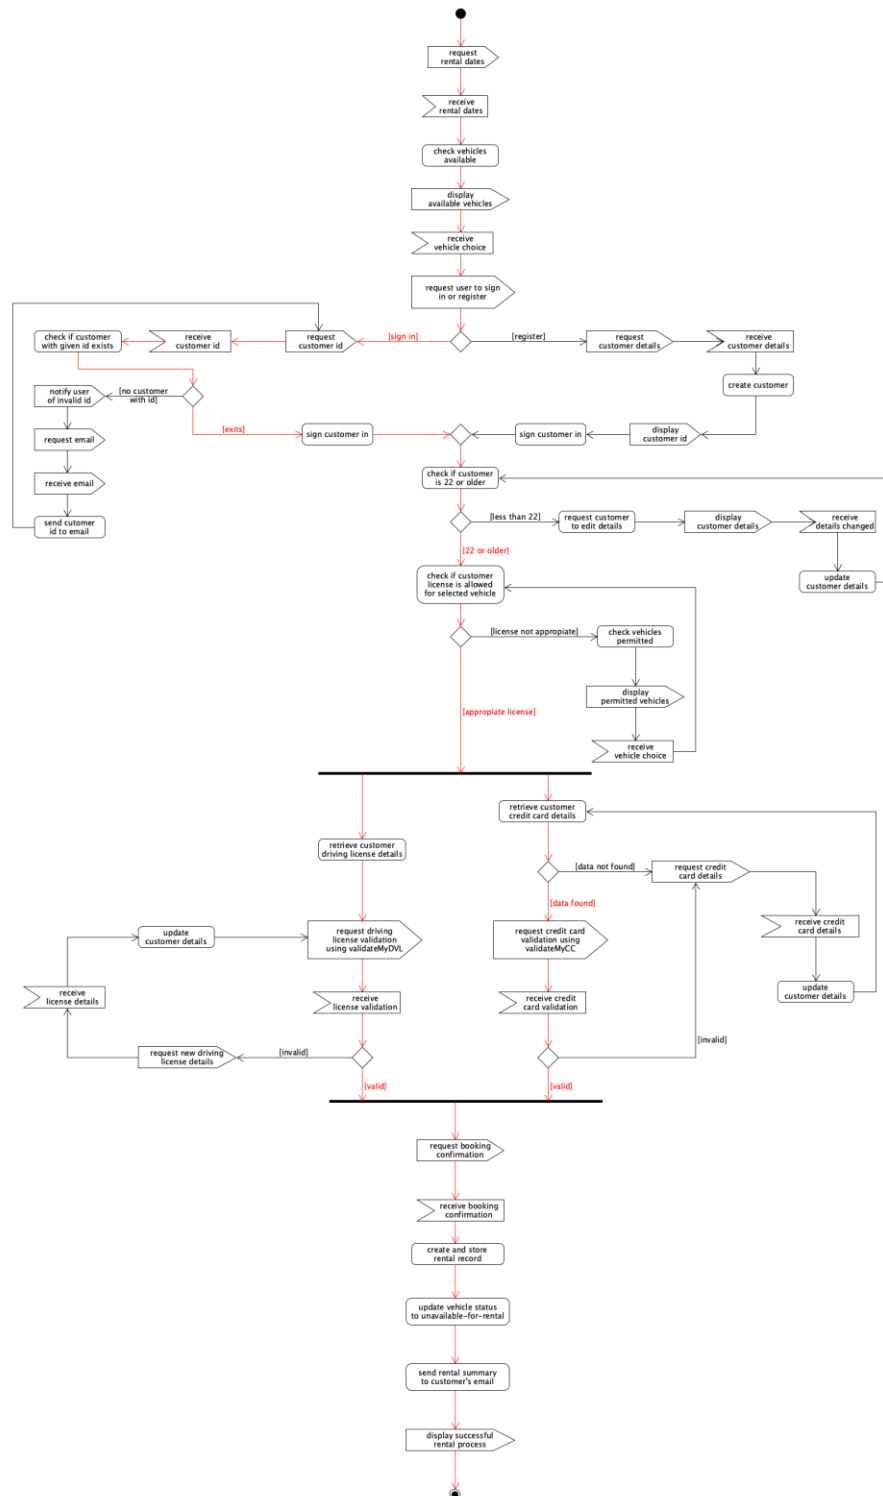 request
rental dates
receive
rental dates
check vehicles
available
display
available vehicles
receive
vehicle choice
request user to sign
in or register
check if customer
with given id exists
receive
customer id
request
customer id
[sign in]
[register]
request
customer details
receive
customer details
create customer
notify user
of invalid id
[no customer
with id]
request email
receive email
send cutomer
id to email
[exits]
sign customer in
sign customer in
display
customer id
check if customer
is 22 or older
[less than 22]
request customer
to edit details
display
customer details
receive
details changed
update
customer details
[22 or older]
check if customer
license is allowed
for selected vehicle
[license not appropiate]
check vehicles
permitted
display
permitted vehicles
receive
vehicle choice
[appropiate license]
retrieve customer
driving license details
retrieve customer
credit card details
[data not found]
request credit
card details
[data found]
receive credit
card details
update
customer details
update
customer details
request driving
license validation
using validateMyDVL
request credit card
validation using
validateMyCC
receive
license details
receive
license validation
receive credit
card validation
request new driving
license details
[invalid]
[invalid]
[valid]
[valid]
request booking
confirmation
receive booking
confirmation
create and store
rental record
update vehicle status
to unavailable-for-rental
send rental summary
to customer's email
display successful
rental process